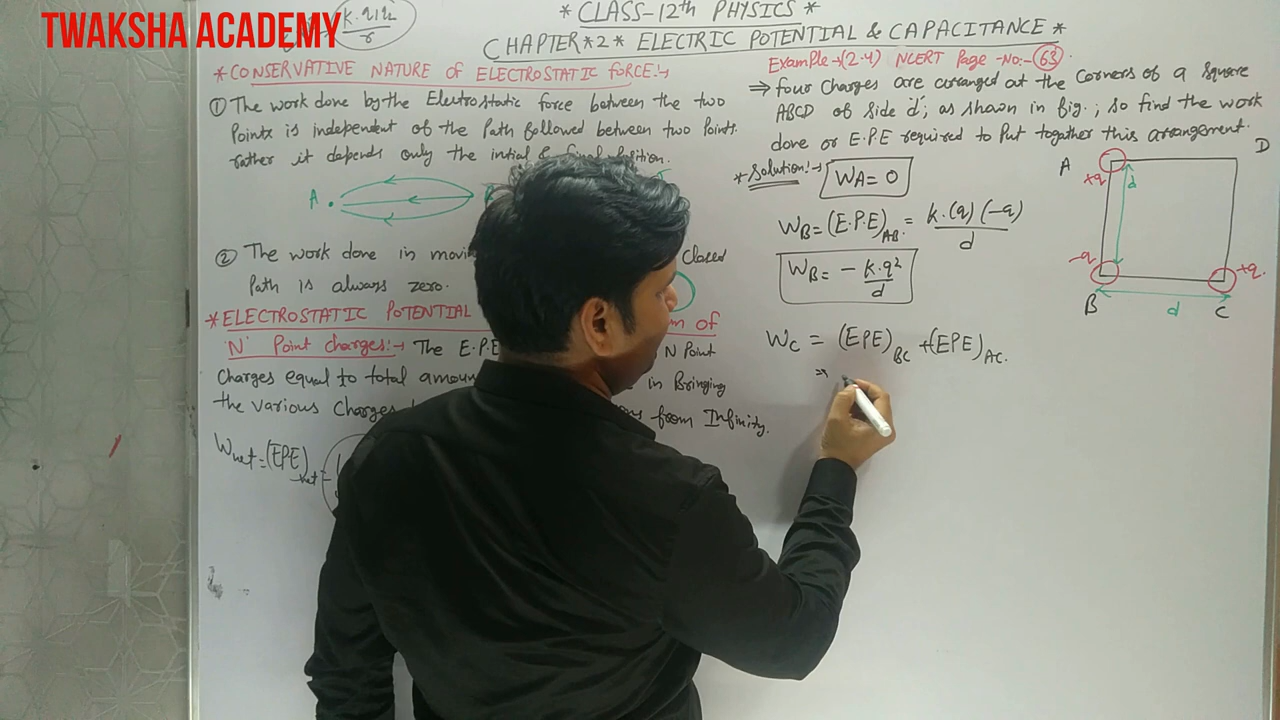 TWAKSHA ACADEMY
k.q1q2
r
* CLASS-12th PHYSICS *
CHAPTER*2* ELECTRIC POTENTIAL & CAPACITANCE *
*CONSERVATIVE NATURE OF ELECTROSTATIC FORCE:→
① The work done by the Electrostatic force between the two
Points is independent of the Path followed between two Points.
rather it depends only the intial & final Position.
A
② The work done in movi Closed
Path is always zero.
*ELECTROSTATIC POTENTIAL of
'N' Point charges:→ The E.P.E N Point
Charges equal to total amou in Bringing
the various Charges from Infinity.
Wnet = (EPE)net =
Example→(2.4) NCERT Page-No:-63
⇒ four Charges are arranged at the Corners of a Square
ABCD of Side 'd'; as shown in fig.; so find the work
done or E.P.E required to Put together this arrangement.
*Solution:→ WA = 0
WB = (E.P.E)AB = k.(q)(-q)
d
WB = - k.q²
d
WC = (EPE)BC + (EPE)AC.
⇒
A
D
+q
d
-q
+q.
B
d
C